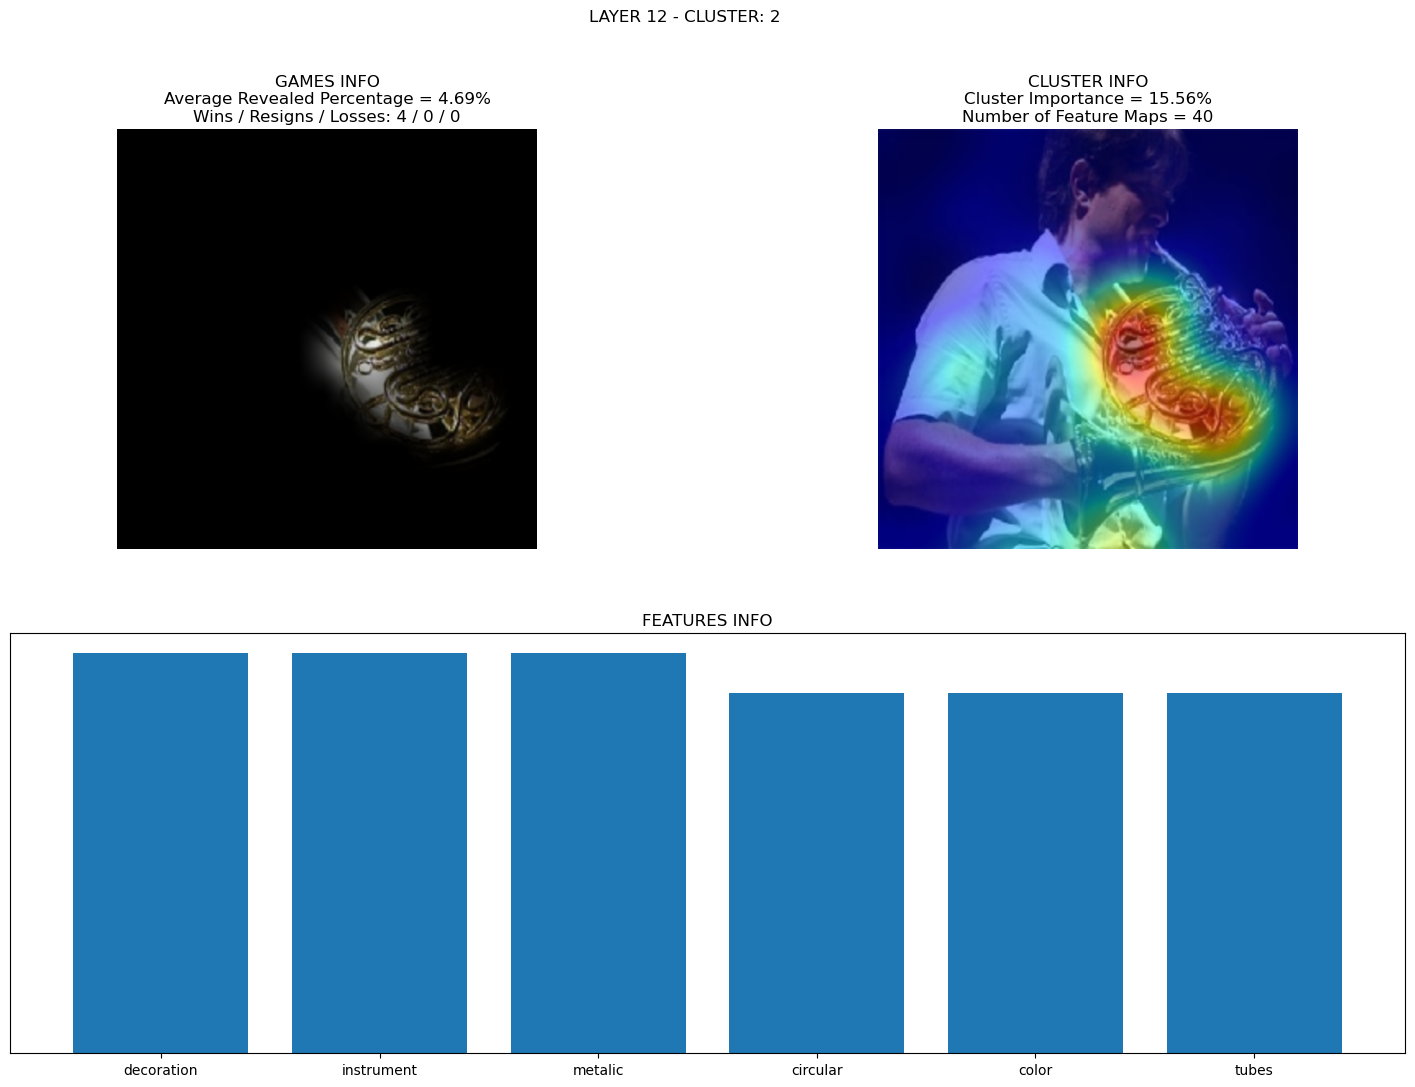 LAYER 12 - CLUSTER: 2
GAMES INFO
Average Revealed Percentage = 4.69%
Wins / Resigns / Losses: 4 / 0 / 0
CLUSTER INFO
Cluster Importance = 15.56%
Number of Feature Maps = 40
FEATURES INFO
decoration instrument metalic circular color tubes